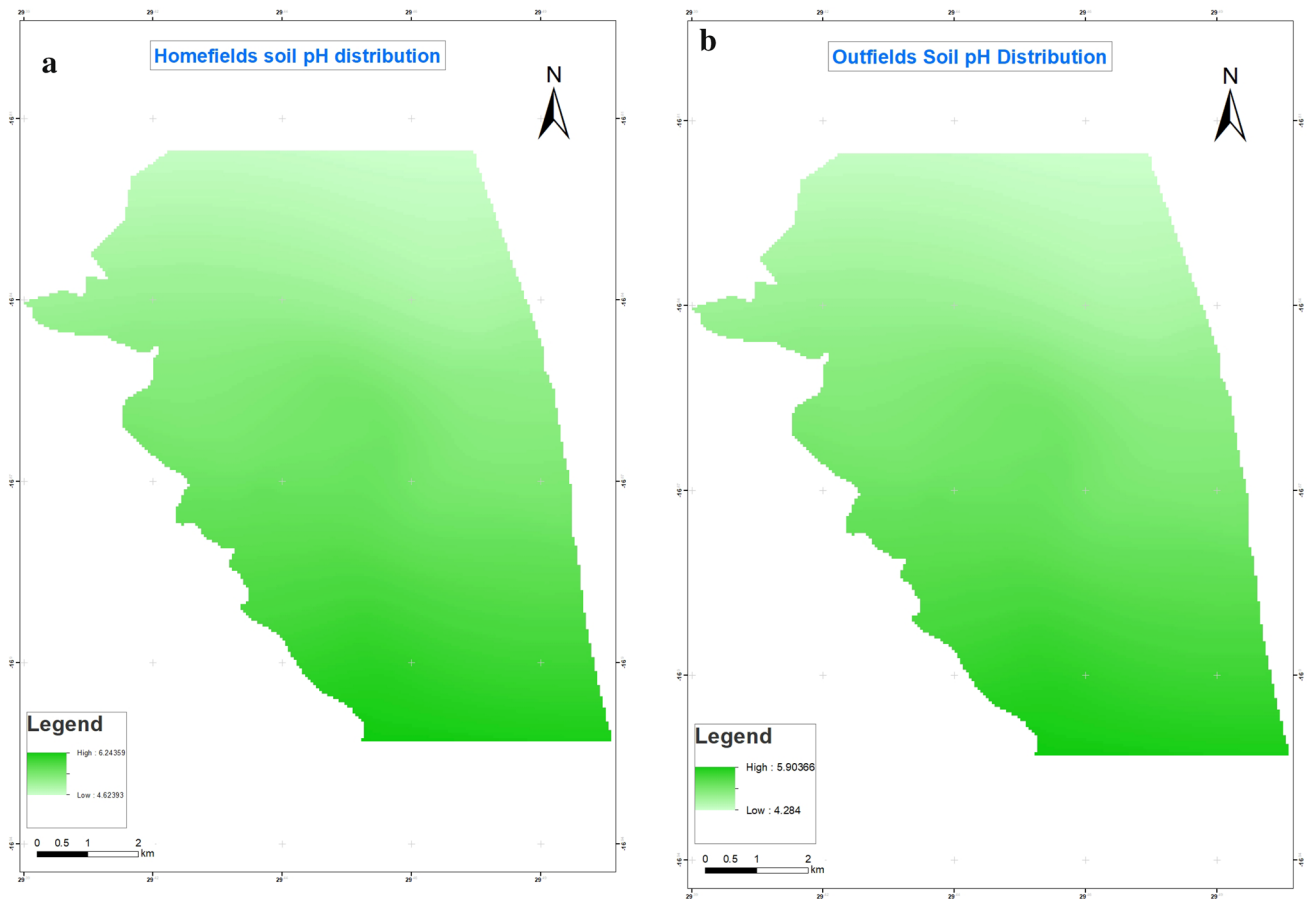 a
Homefields soil pH distribution
N
Legend
High : 6.24359
Low : 4.62393
0 0.5 1 2
km
b
Outfields Soil pH Distribution
N
Legend
High : 5.90366
Low : 4.284
0 0.5 1 2
km